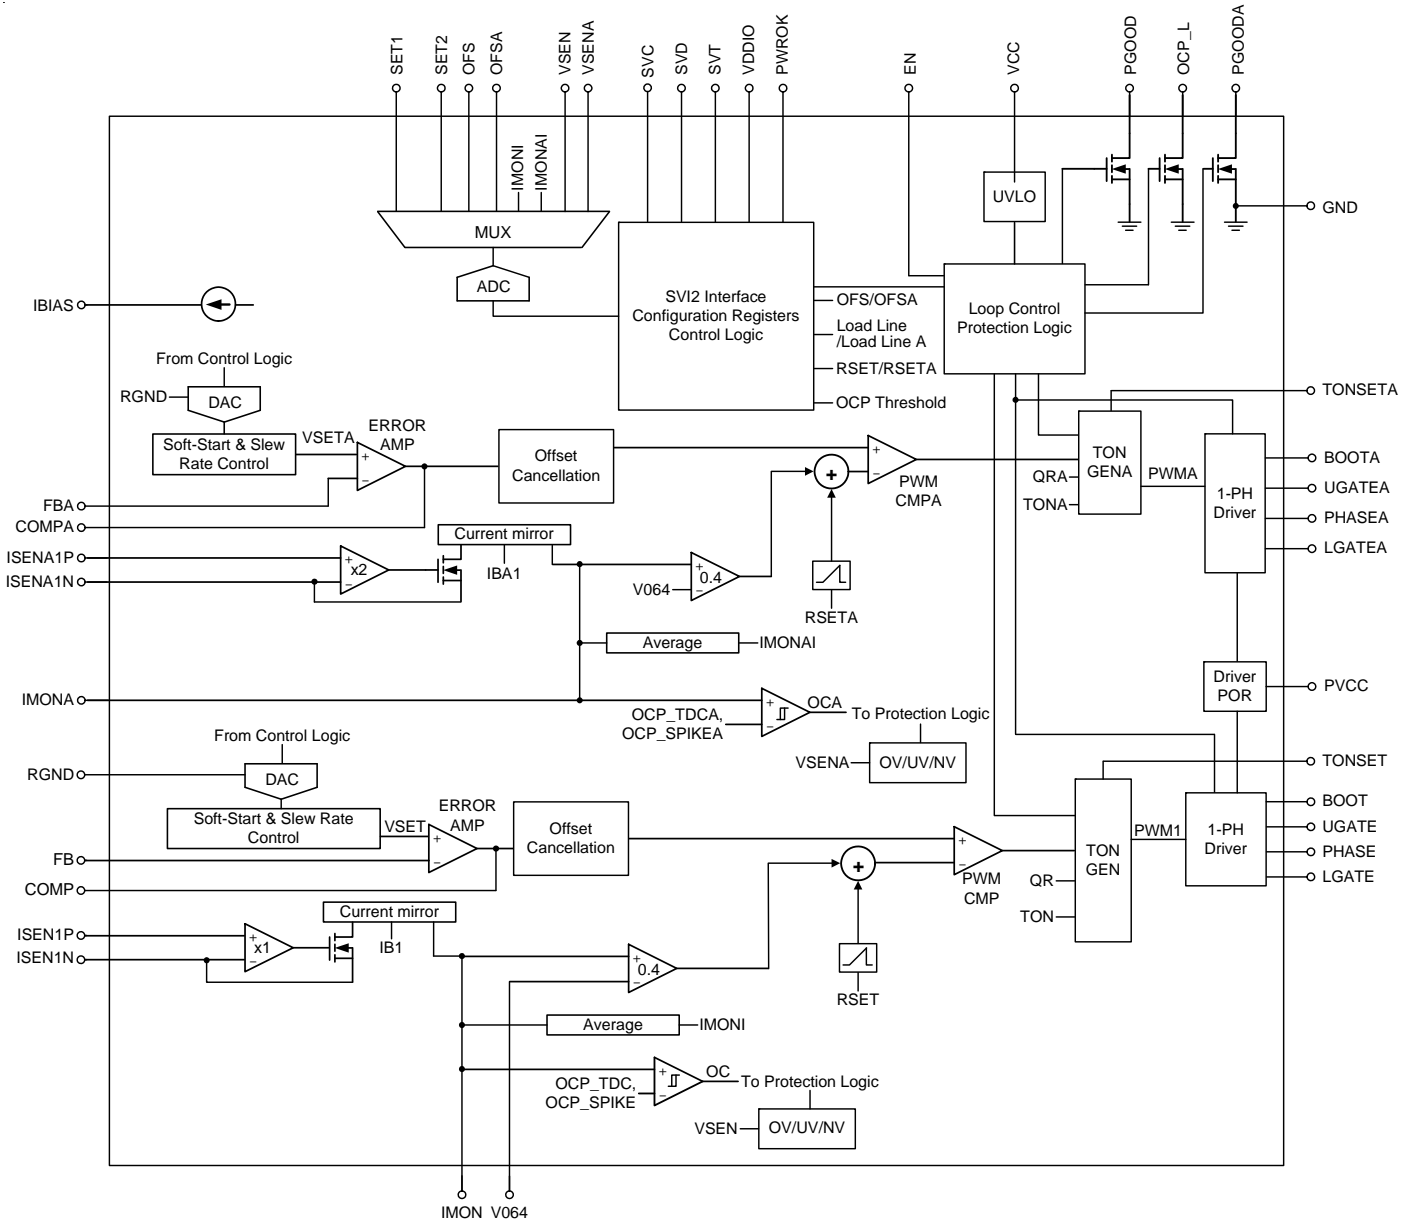 SET1
SET2
OFS
OFSA
VSEN
VSENA
SVC
SVD
SVT
VDDIO
PWROK
EN
VCC
PGOOD
OCP_L
PGOODA
IMONI
IMONAI
MUX
ADC
UVLO
GND
IBIAS
SVI2 Interface
Configuration Registers
Control Logic
OFS/OFSA
Load Line
/Load Line A
RSET/RSETA
OCP Threshold
Loop Control
Protection Logic
From Control Logic
RGND
DAC
Soft-Start & Slew
Rate Control
VSETA
ERROR
AMP
+
−
Offset
Cancellation
+
+
−
PWM
CMPA
TON
GENA
QRA
TONA
PWMA
1-PH
Driver
TONSETA
BOOTA
UGATEA
PHASEA
LGATEA
FBA
COMPA
ISENA1P
ISENA1N
+
−
x2
Current mirror
IBA1
V064
+
−
0.4
RSETA
Average
IMONAI
IMONA
OCP_TDCA,
OCP_SPIKEA
+
−
OCA
To Protection Logic
VSENA
OV/UV/NV
Driver
POR
PVCC
From Control Logic
RGND
DAC
Soft-Start & Slew Rate
Control
VSET
ERROR
AMP
+
−
Offset
Cancellation
+
+
−
PWM
CMP
TON
GEN
QR
TON
PWM1
1-PH
Driver
TONSET
BOOT
UGATE
PHASE
LGATE
FB
COMP
ISEN1P
ISEN1N
+
−
x1
Current mirror
IB1
+
−
0.4
RSET
Average
IMONI
OCP_TDC,
OCP_SPIKE
+
−
OC
To Protection Logic
VSEN
OV/UV/NV
IMON
V064